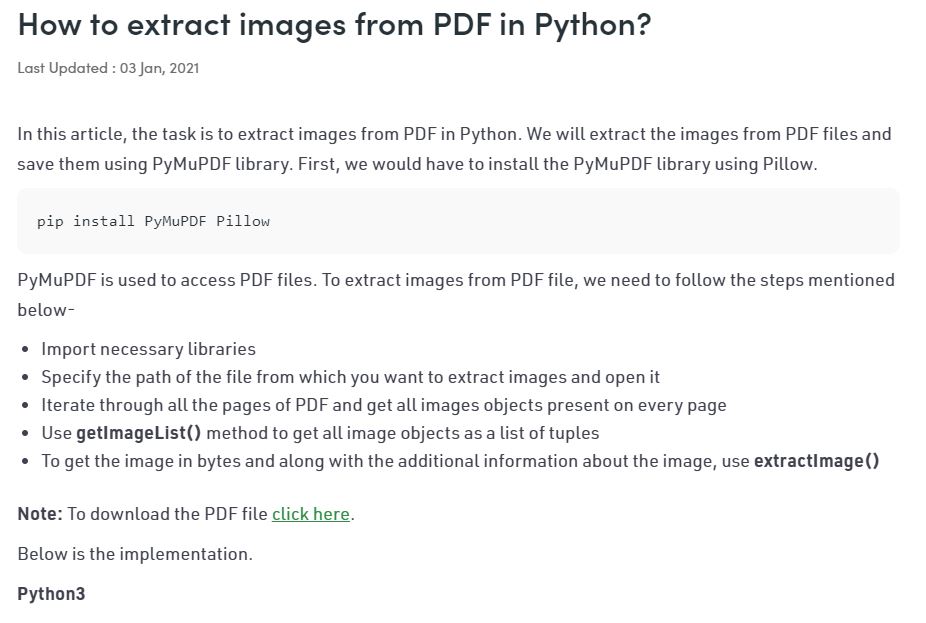 How to extract images from PDF in Python?
Last Updated : 03 Jan, 2021
In this article, the task is to extract images from PDF in Python. We will extract the images from PDF files and
save them using PyMuPDF library. First, we would have to install the PyMuPDF library using Pillow.
pip install PyMuPDF Pillow
PyMuPDF is used to access PDF files. To extract images from PDF file, we need to follow the steps mentioned
below-
• Import necessary libraries
• Specify the path of the file from which you want to extract images and open it
• Iterate through all the pages of PDF and get all images objects present on every page
• Use getImageList() method to get all image objects as a list of tuples
• To get the image in bytes and along with the additional information about the image, use extractImage()
Note: To download the PDF file click here.
Below is the implementation.
Python3